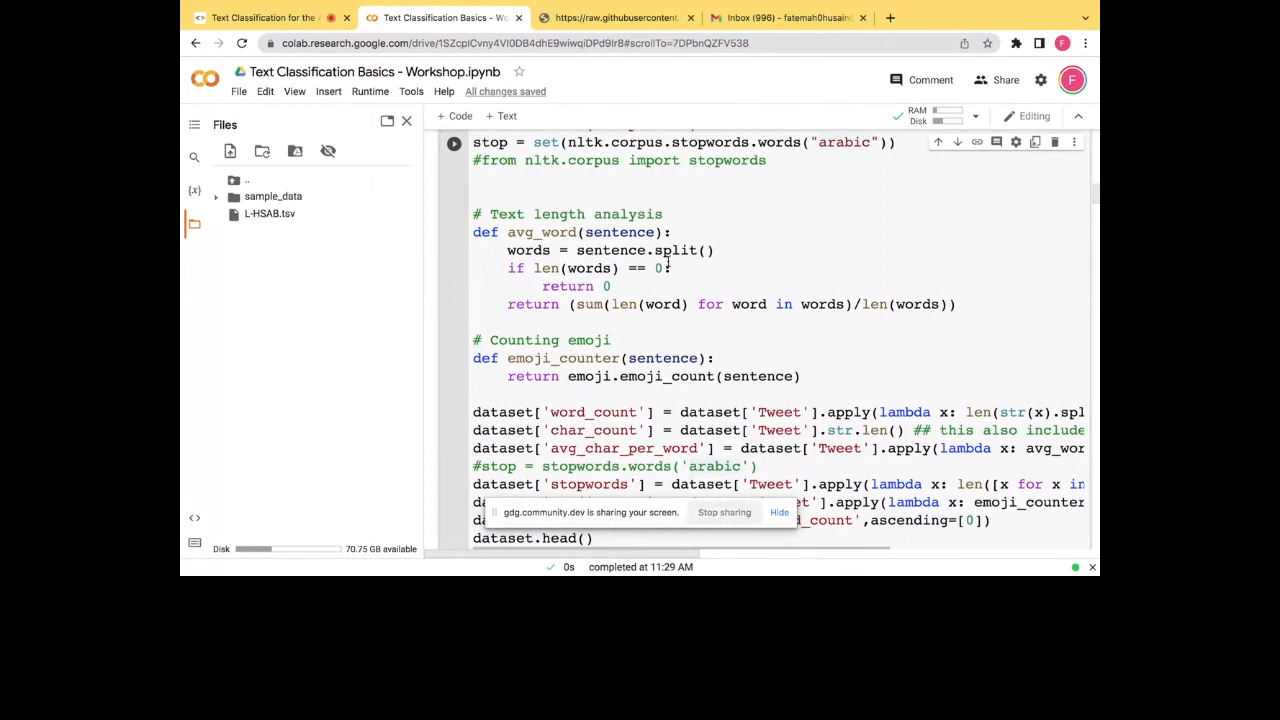 Text Classification for the A
Text Classification Basics - Wo
https://raw.githubusercontent.
Inbox (996) - fatemah0husain
colab.research.google.com/drive/1SZcpICvny4Vl0DB4dhE9wiwqiDPd9Ir8#scrollTo=7DPbnQZFV538
Text Classification Basics - Workshop.ipynb
Comment Share
File Edit View Insert Runtime Tools Help All changes saved
Files
+ Code + Text
RAM
Disk
Editing
..
sample_data
L-HSAB.tsv
stop = set(nltk.corpus.stopwords.words("arabic"))
#from nltk.corpus import stopwords
# Text length analysis
def avg_word(sentence):
words = sentence.split()
if len(words) == 0:
return 0
return (sum(len(word) for word in words)/len(words))
# Counting emoji
def emoji_counter(sentence):
return emoji.emoji_count(sentence)
dataset['word_count'] = dataset['Tweet'].apply(lambda x: len(str(x).spl
dataset['char_count'] = dataset['Tweet'].str.len() ## this also include
dataset['avg_char_per_word'] = dataset['Tweet'].apply(lambda x: avg_wor
#stop = stopwords.words('arabic')
dataset['stopwords'] = dataset['Tweet'].apply(lambda x: len([x for x in
et'].apply(lambda x: emoji_counter
d_count',ascending=[0])
dataset.head()
gdg.community.dev is sharing your screen. Stop sharing Hide
Disk 70.75 GB available
0s completed at 11:29 AM